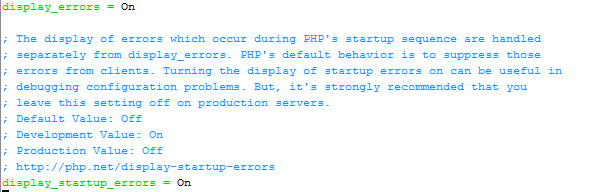 display_errors = On
; The display of errors which occur during PHP's startup sequence are handled
; separately from display_errors. PHP's default behavior is to suppress those
; errors from clients. Turning the display of startup errors on can be useful in
; debugging configuration problems. But, it's strongly recommended that you
; leave this setting off on production servers.
; Default Value: Off
; Development Value: On
; Production Value: Off
; http://php.net/display-startup-errors
display_startup_errors = On